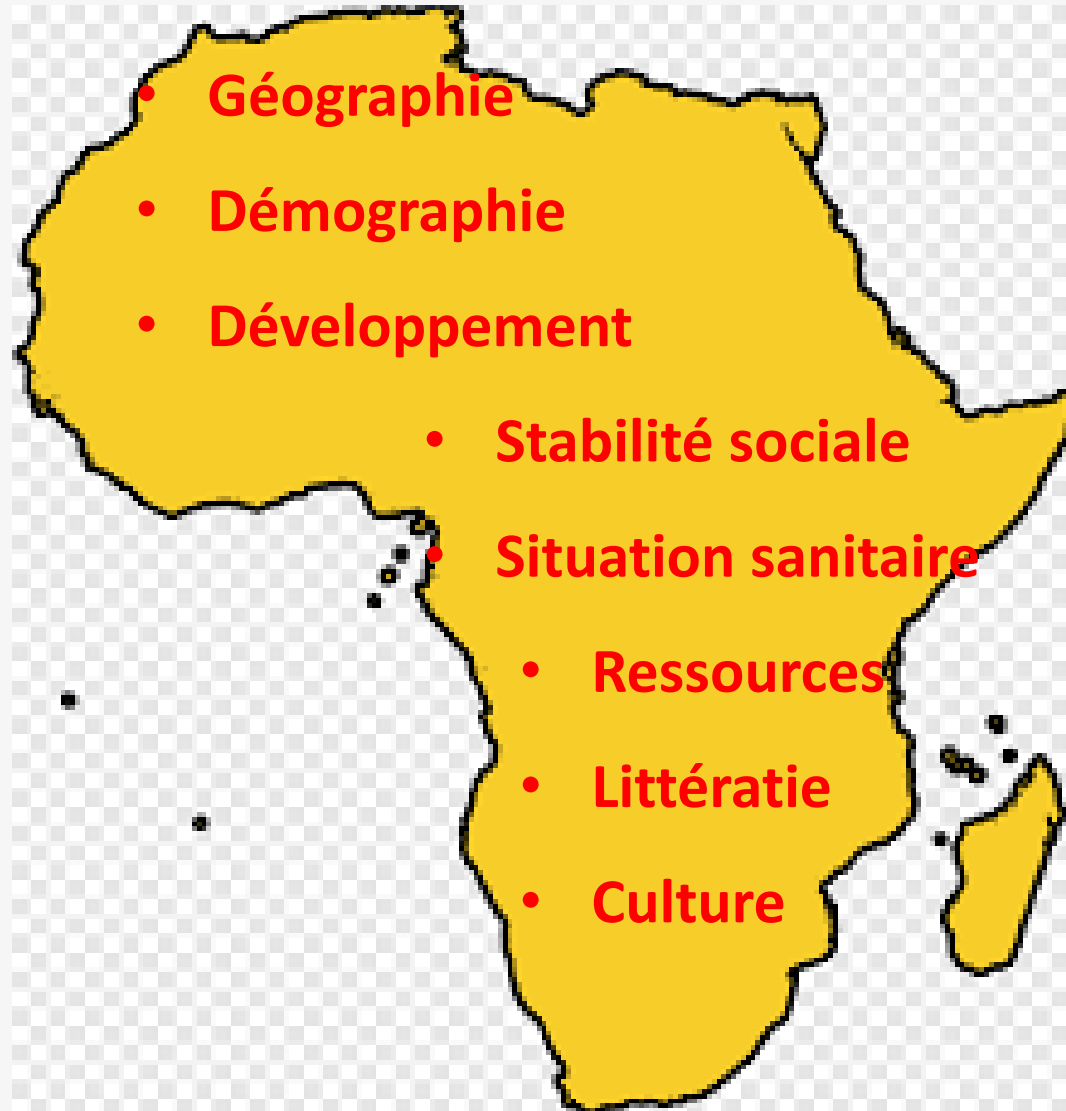 • Géographie
• Démographie
• Développement
• Stabilité sociale
• Situation sanitaire
• Ressources
• Littératie
• Culture